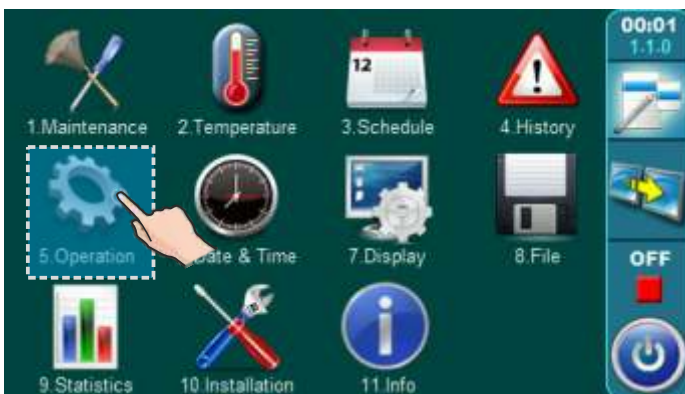 00:01
1.1.0
12
1.Maintenance 2.Temperature 3.Schedule 4.History
5.Operation Date & Time 7.Display 8.File
OFF
9.Statistics 10.Installation 11.Info